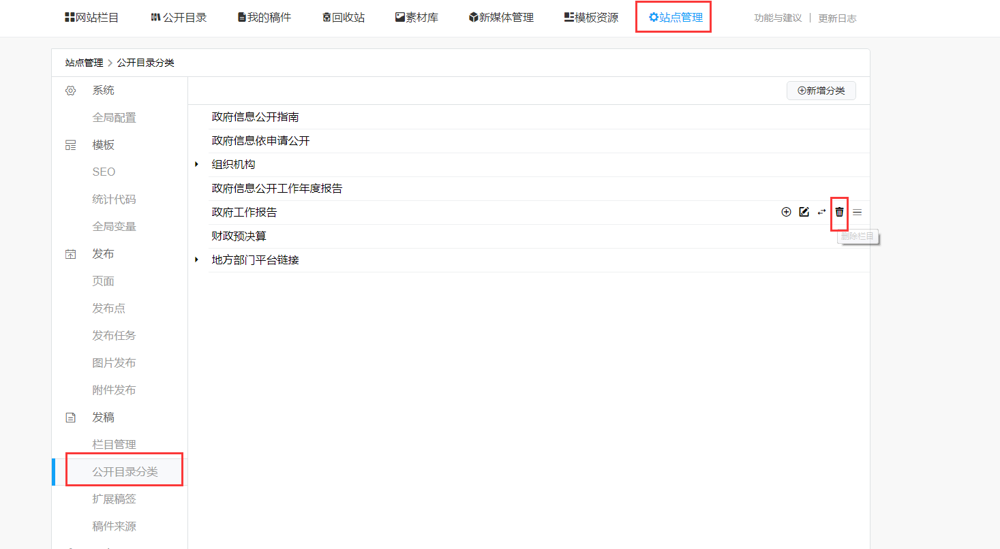 网站栏目 公开目录 我的稿件 回收站 素材库 新媒体管理 模板资源 站点管理 功能与建议 | 更新日志
站点管理 > 公开目录分类
系统
全局配置
模板
SEO
统计代码
全局变量
发布
页面
发布点
发布任务
图片发布
附件发布
发稿
栏目管理
公开目录分类
扩展稿签
稿件来源
新增分类
政府信息公开指南
政府信息依申请公开
组织机构
政府信息公开工作年度报告
政府工作报告
删除栏目
财政预决算
地方部门平台链接